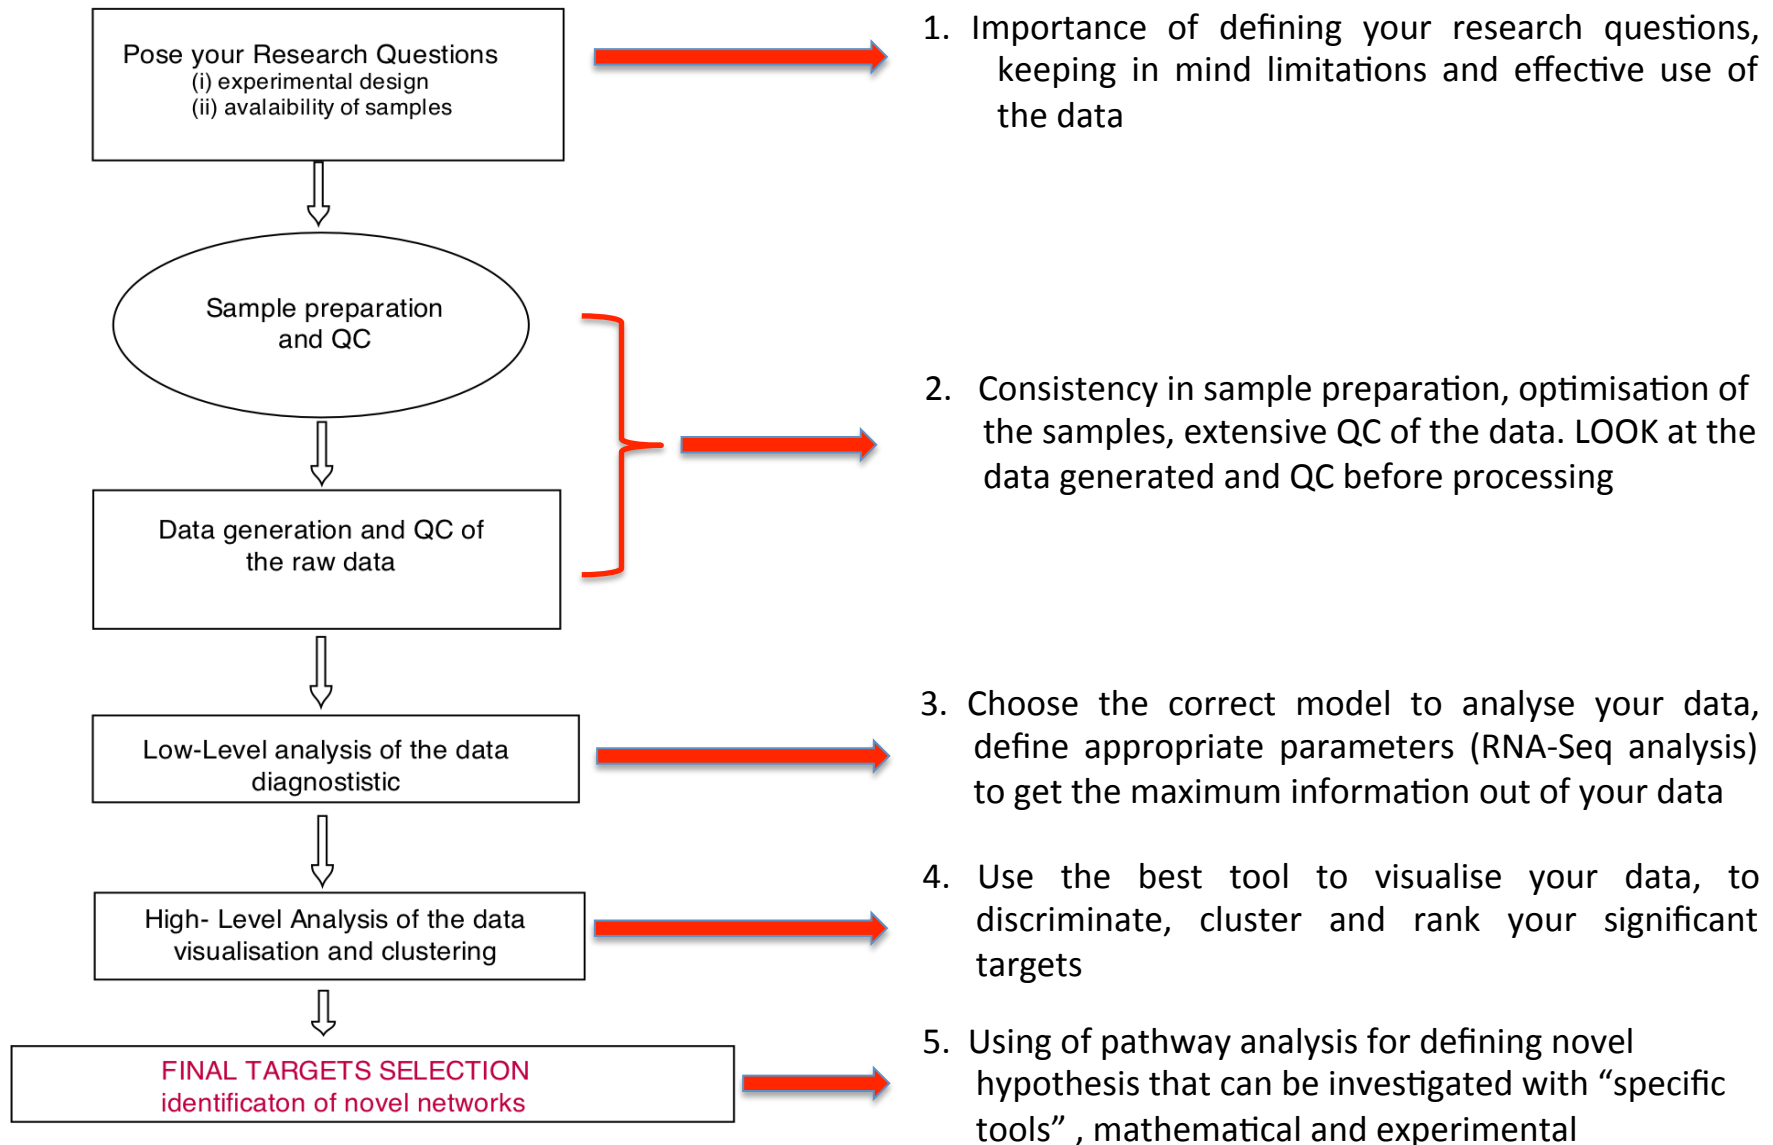 Pose your Research Questions
(i) experimental design
(ii) avalaibility of samples
1. Importance of defining your research questions,
keeping in mind limitations and effective use of
the data
Sample preparation
and QC
2. Consistency in sample preparation, optimisation of
the samples, extensive QC of the data. LOOK at the
data generated and QC before processing
Data generation and QC of
the raw data
Low-Level analysis of the data
diagnostistic
3. Choose the correct model to analyse your data,
define appropriate parameters (RNA-Seq analysis)
to get the maximum information out of your data
High- Level Analysis of the data
visualisation and clustering
4. Use the best tool to visualise your data, to
discriminate, cluster and rank your significant
targets
FINAL TARGETS SELECTION
identificaton of novel networks
5. Using of pathway analysis for defining novel
hypothesis that can be investigated with “specific
tools” , mathematical and experimental